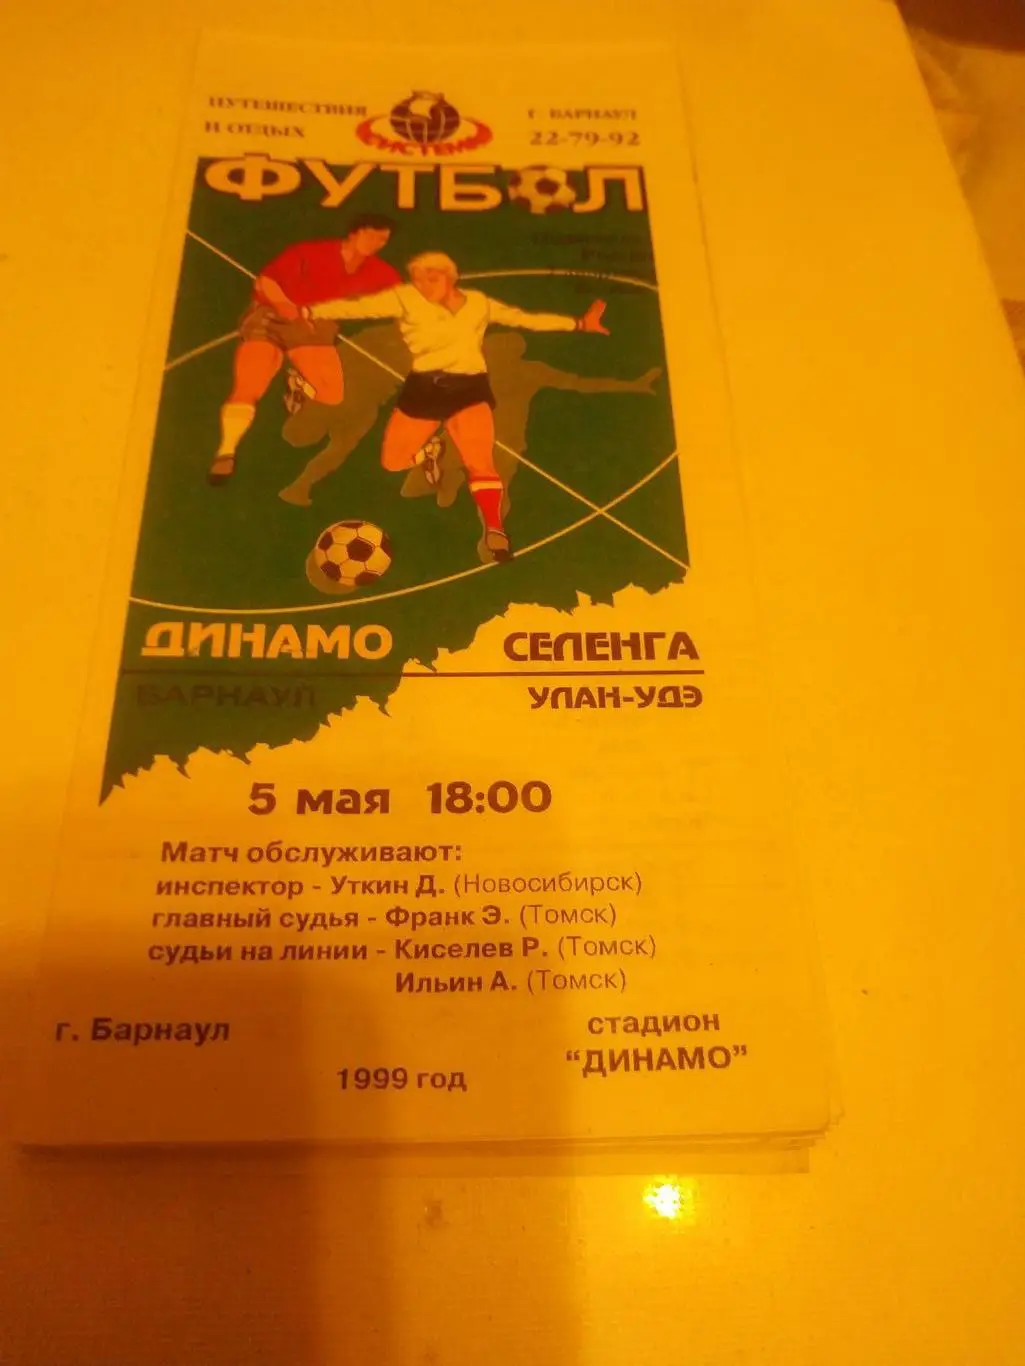 ПУТЕШЕСТВИЯ
И ОТДЫХ
г. БАРНАУЛ
22-79-92
ФУТБОЛ
ДИНАМО
БАРНАУЛ
СЕЛЕНГА
УЛАН-УДЭ
5 мая 18:00
Матч обслуживают:
инспектор - Уткин Д. (Новосибирск)
главный судья - Франк Э. (Томск)
судьи на линии - Киселев Р. (Томск)
Ильин А. (Томск)
г. Барнаул
стадион
“ДИНАМО”
1999 год